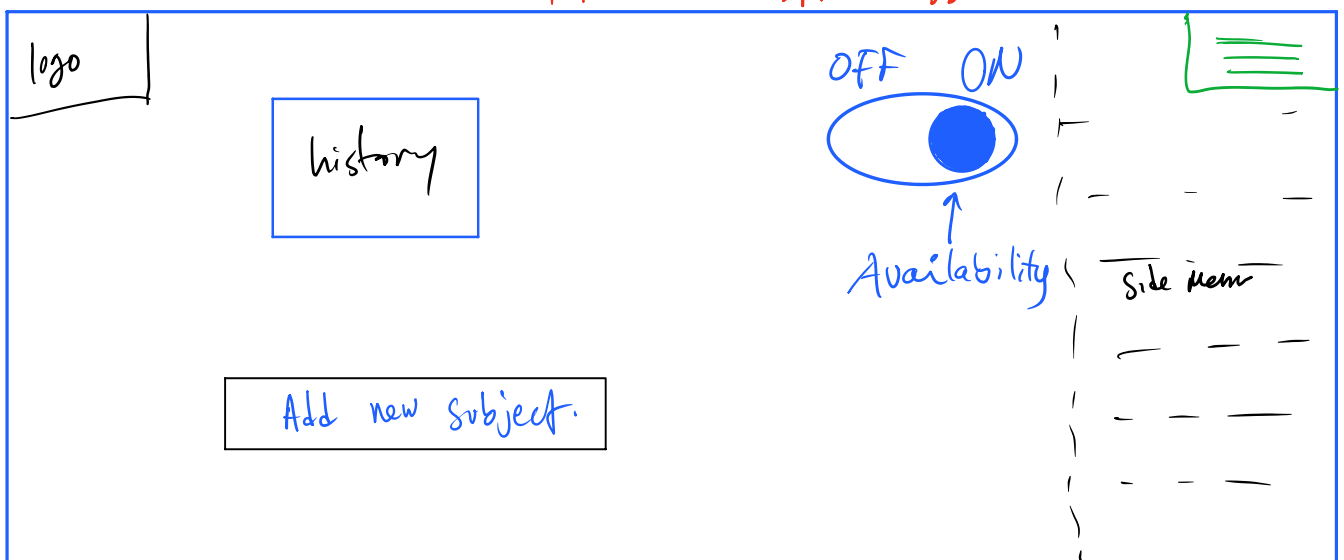 logo
OFF ON
history
Availability
Side menu
Add new subject.